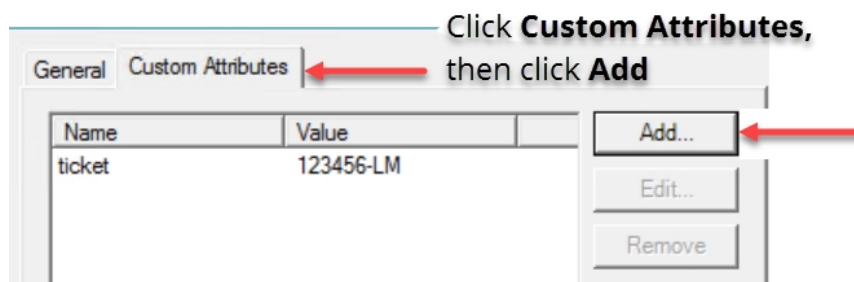 Click Custom Attributes,
then click Add
General Custom Attributes
Name Value
Add...
ticket 123456-LM
Edit...
Remove